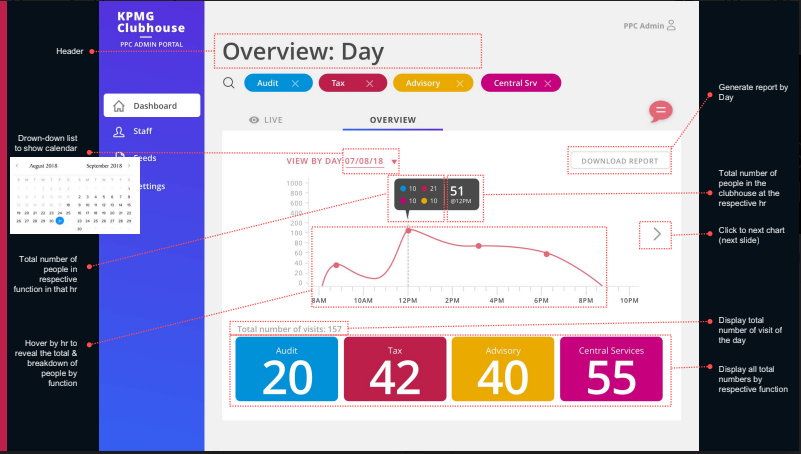 KPMG
Clubhouse
PPC ADMIN PORTAL
PPC Admin
Header
Overview: Day
Audit
Tax
Advisory
Central Srv
Generate report by
Day
Dashboard
Staff
Feeds
ettings
LIVE
OVERVIEW
Drown-down list
to show calendar
August 2018
September 2018
VIEW BY DAY 07/08/18
DOWNLOAD REPORT
1000
800
600
400
200
100
80
60
40
20
0
10
21
10
10
51
@12PM
8AM
10AM
12PM
2PM
4PM
6PM
8PM
10PM
Total number of
people in the
clubhouse at the
respective hr
Click to next chart
(next slide)
Total number of
people in
respective
function in that hr
Hover by hr to
reveal the total &
breakdown of
people by
function
Total number of visits: 157
Display total
number of visit of
the day
Audit
20
Tax
42
Advisory
40
Central Services
55
Display all total
numbers by
respective function